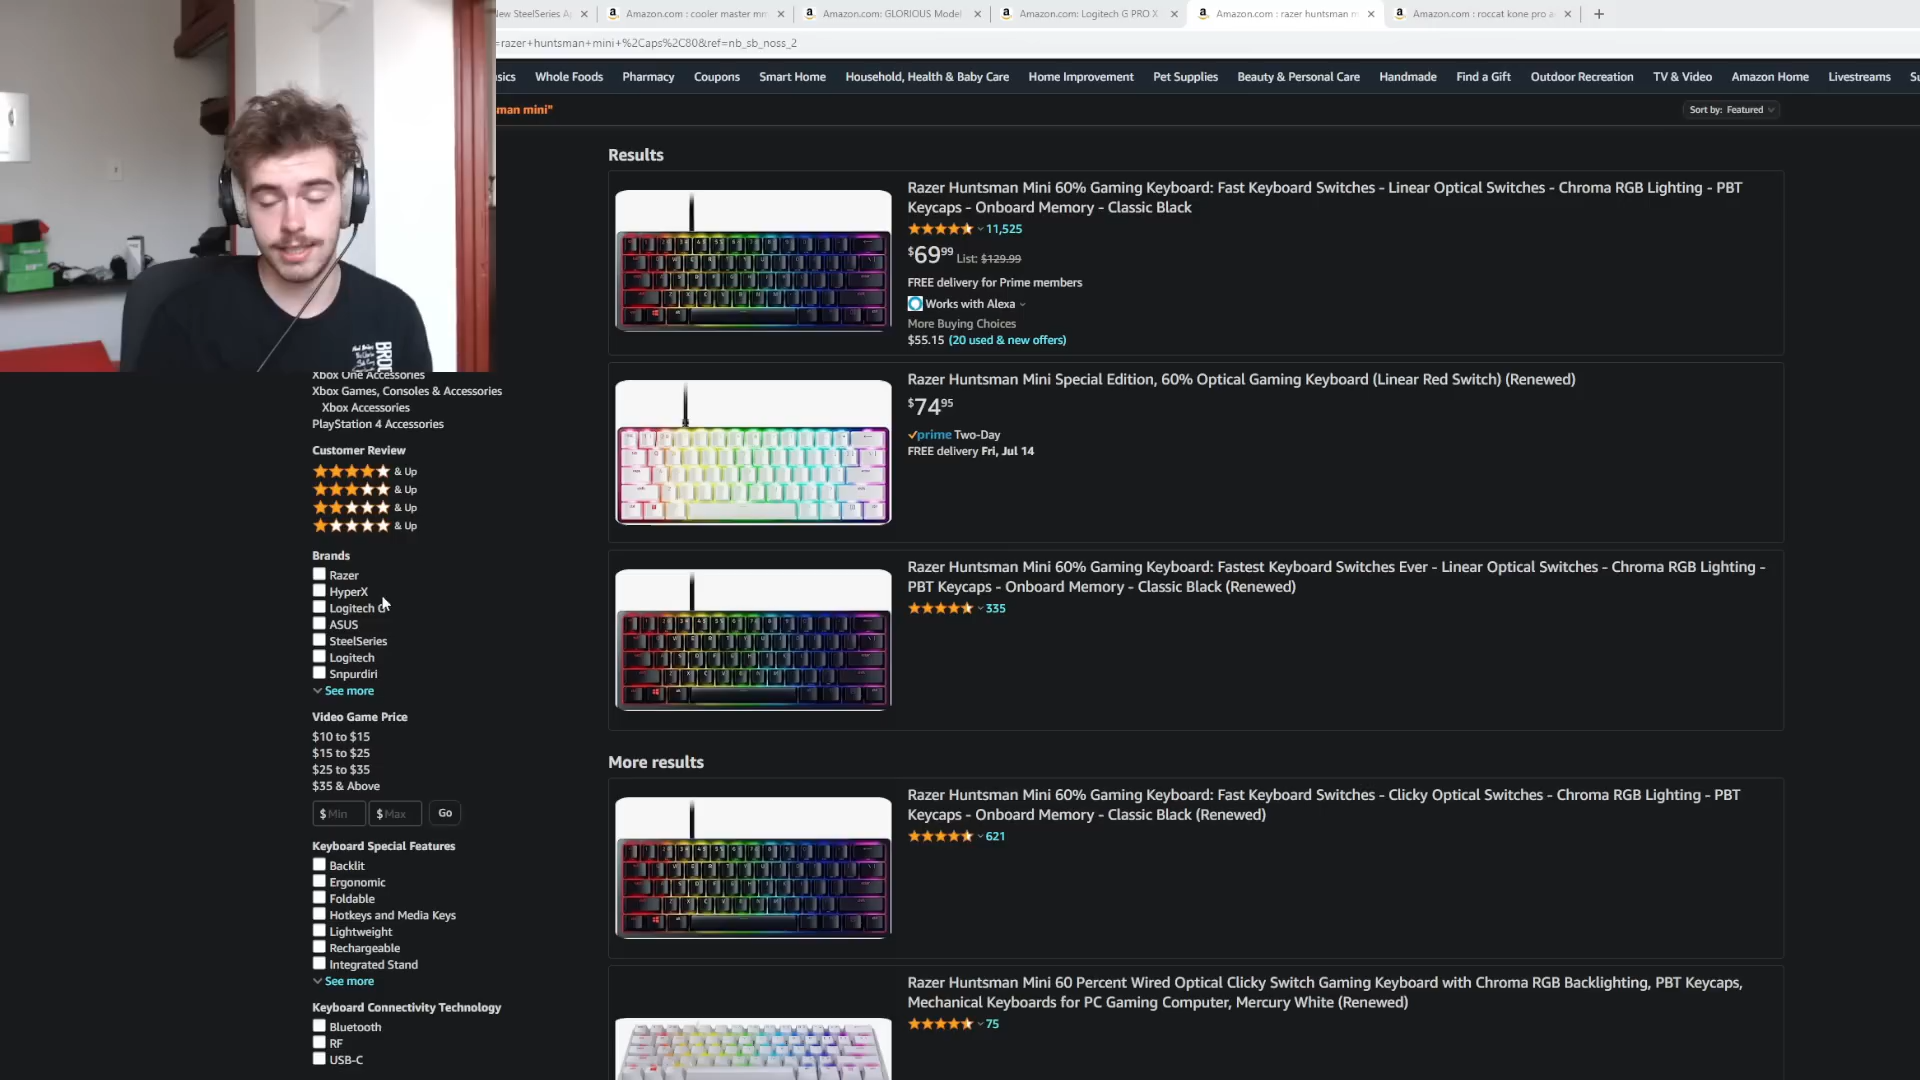 New SteelSeries A
Amazon.com : cooler master mm
Amazon.com: GLORIOUS Model
Amazon.com: Logitech G PRO X
Amazon.com : razer huntsman m
Amazon.com : roccat kone pro a
=razer+huntsman+mini+%2Caps%2C80&ref=nb_sb_noss_2
sics Whole Foods Pharmacy Coupons Smart Home Household, Health & Baby Care Home Improvement Pet Supplies Beauty & Personal Care Handmade Find a Gift Outdoor Recreation TV & Video Amazon Home Livestreams Su
man mini"
Sort by: Featured
Results
Razer Huntsman Mini 60% Gaming Keyboard: Fast Keyboard Switches - Linear Optical Switches - Chroma RGB Lighting - PBT
Keycaps - Onboard Memory - Classic Black
11,525
$69.99 List: $129.99
FREE delivery for Prime members
Works with Alexa
More Buying Choices
$55.15 (20 used & new offers)
Razer Huntsman Mini Special Edition, 60% Optical Gaming Keyboard (Linear Red Switch) (Renewed)
$74.95
prime Two-Day
FREE delivery Fri, Jul 14
Razer Huntsman Mini 60% Gaming Keyboard: Fastest Keyboard Switches Ever - Linear Optical Switches - Chroma RGB Lighting -
PBT Keycaps - Onboard Memory - Classic Black (Renewed)
335
More results
Razer Huntsman Mini 60% Gaming Keyboard: Fast Keyboard Switches - Clicky Optical Switches - Chroma RGB Lighting - PBT
Keycaps - Onboard Memory - Classic Black (Renewed)
621
Razer Huntsman Mini 60 Percent Wired Optical Clicky Switch Gaming Keyboard with Chroma RGB Backlighting, PBT Keycaps,
Mechanical Keyboards for PC Gaming Computer, Mercury White (Renewed)
75
Xbox One Accessories
Xbox Games, Consoles & Accessories
Xbox Accessories
PlayStation 4 Accessories
Customer Review
& Up
& Up
& Up
& Up
Brands
Razer
HyperX
Logitech G
ASUS
SteelSeries
Logitech
Snpurdiri
See more
Video Game Price
$10 to $15
$15 to $25
$25 to $35
$35 & Above
$ Min $ Max Go
Keyboard Special Features
Backlit
Ergonomic
Foldable
Hotkeys and Media Keys
Lightweight
Rechargeable
Integrated Stand
See more
Keyboard Connectivity Technology
Bluetooth
RF
USB-C